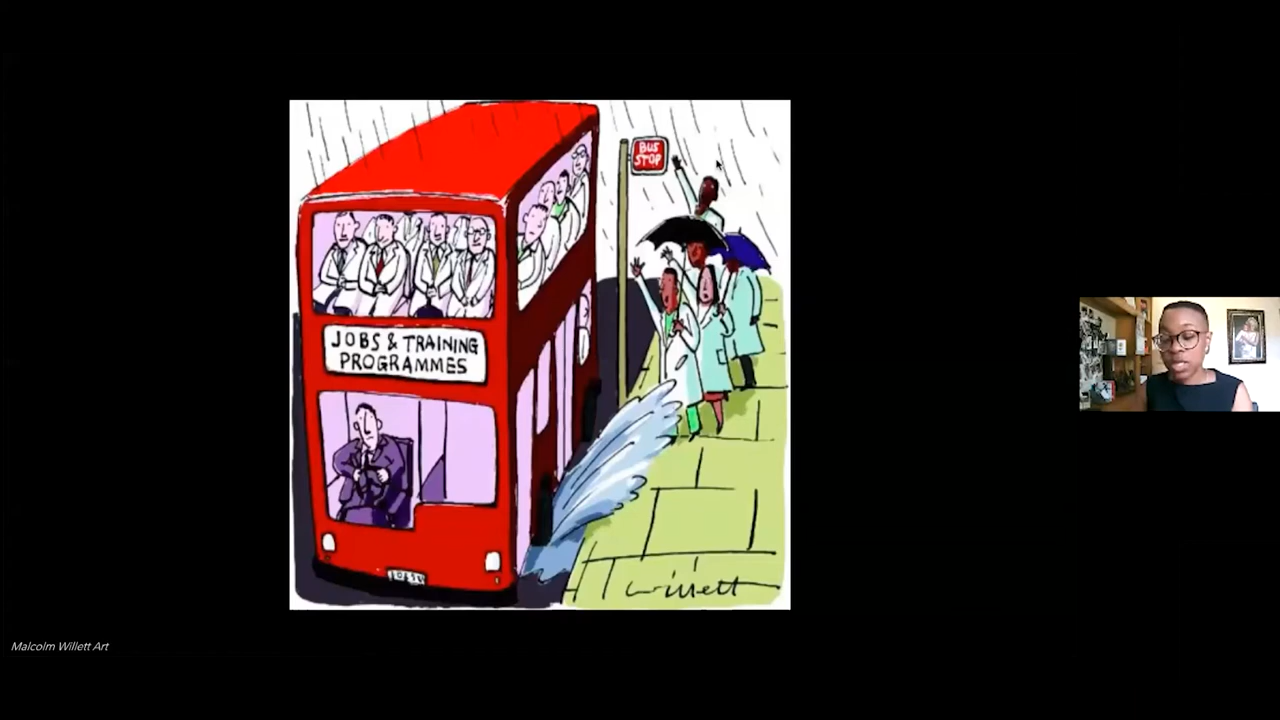 BUS
STOP
JOBS & TRAINING
PROGRAMMES
Willett
Malcolm Willett Art